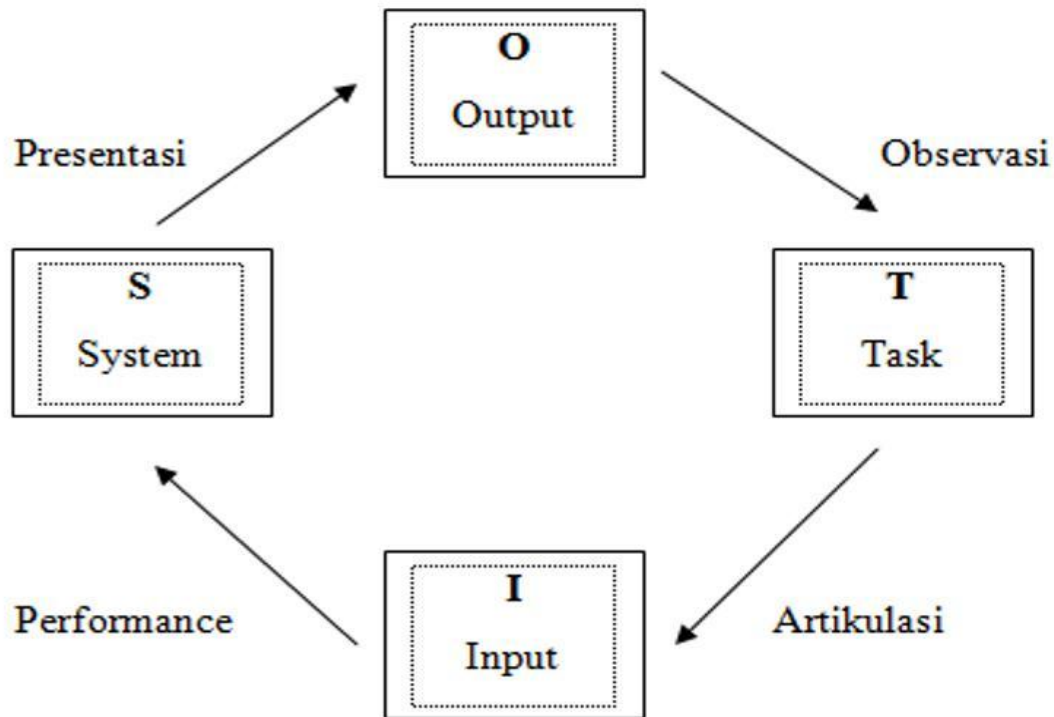 O
Output
Presentasi
Observasi
S
System
T
Task
Performance
Artikulasi
I
Input